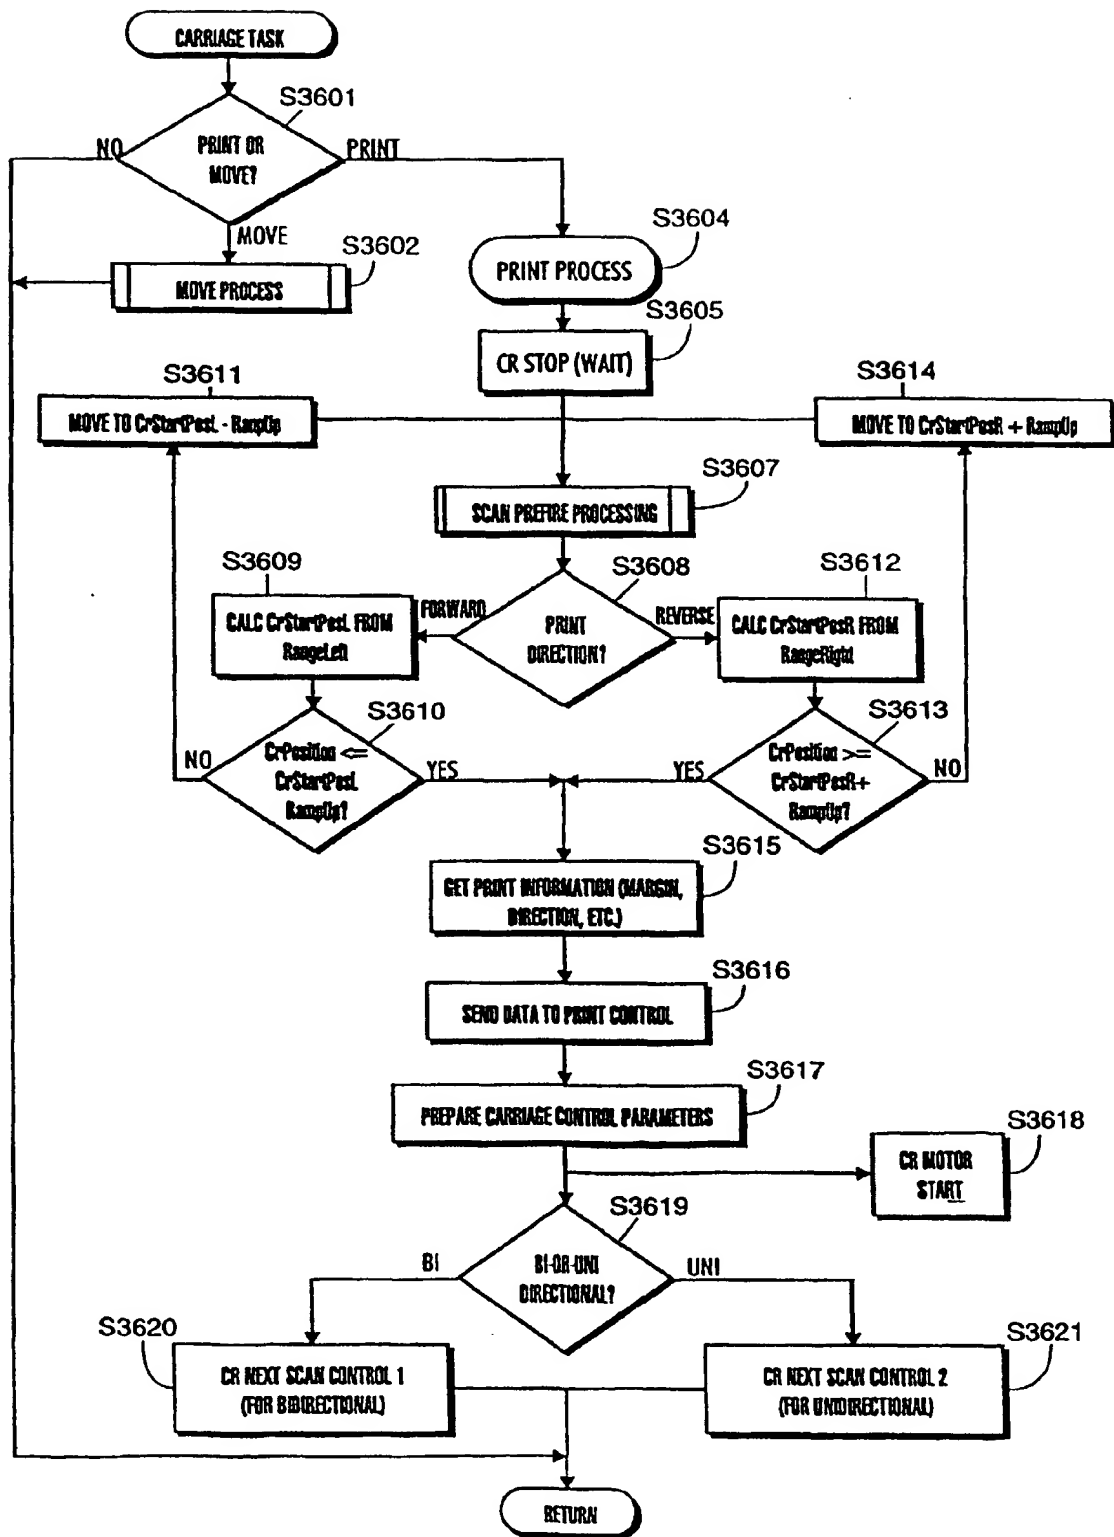 CARRIAGE TASK
S3601
NO
PRINT OR
MOVE?
PRINT
MOVE
S3602
MOVE PROCESS
S3604
PRINT PROCESS
S3605
CR STOP (WAIT)
S3611
MOVE TO CrStartPosL - RampUp
S3614
MOVE TO CrStartPosR + RampUp
S3607
SCAN PREFIRE PROCESSING
S3608
PRINT
DIRECTION?
FORWARD
REVERSE
S3609
CALC CrStartPosL FROM
RangeLeft
S3612
CALC CrStartPosR FROM
RangeRight
S3610
CrPosition <=
CrStartPosL
RampUp?
NO
YES
S3613
CrPosition >=
CrStartPosR+
RampUp?
YES
NO
S3615
GET PRINT INFORMATION (MARGIN,
DIRECTION, ETC.)
S3616
SEND DATA TO PRINT CONTROL
S3617
PREPARE CARRIAGE CONTROL PARAMETERS
S3618
CR MOTOR
START
S3619
BI-OR-UNI
DIRECTIONAL?
BI
UNI
S3620
CR NEXT SCAN CONTROL 1
(FOR BIDIRECTIONAL)
S3621
CR NEXT SCAN CONTROL 2
(FOR UNIDIRECTIONAL)
RETURN